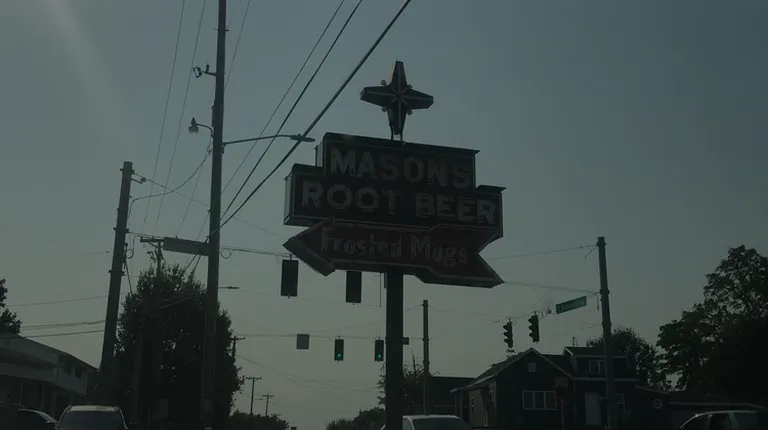 MASON'S
ROOT BEER
Frosted Mugs